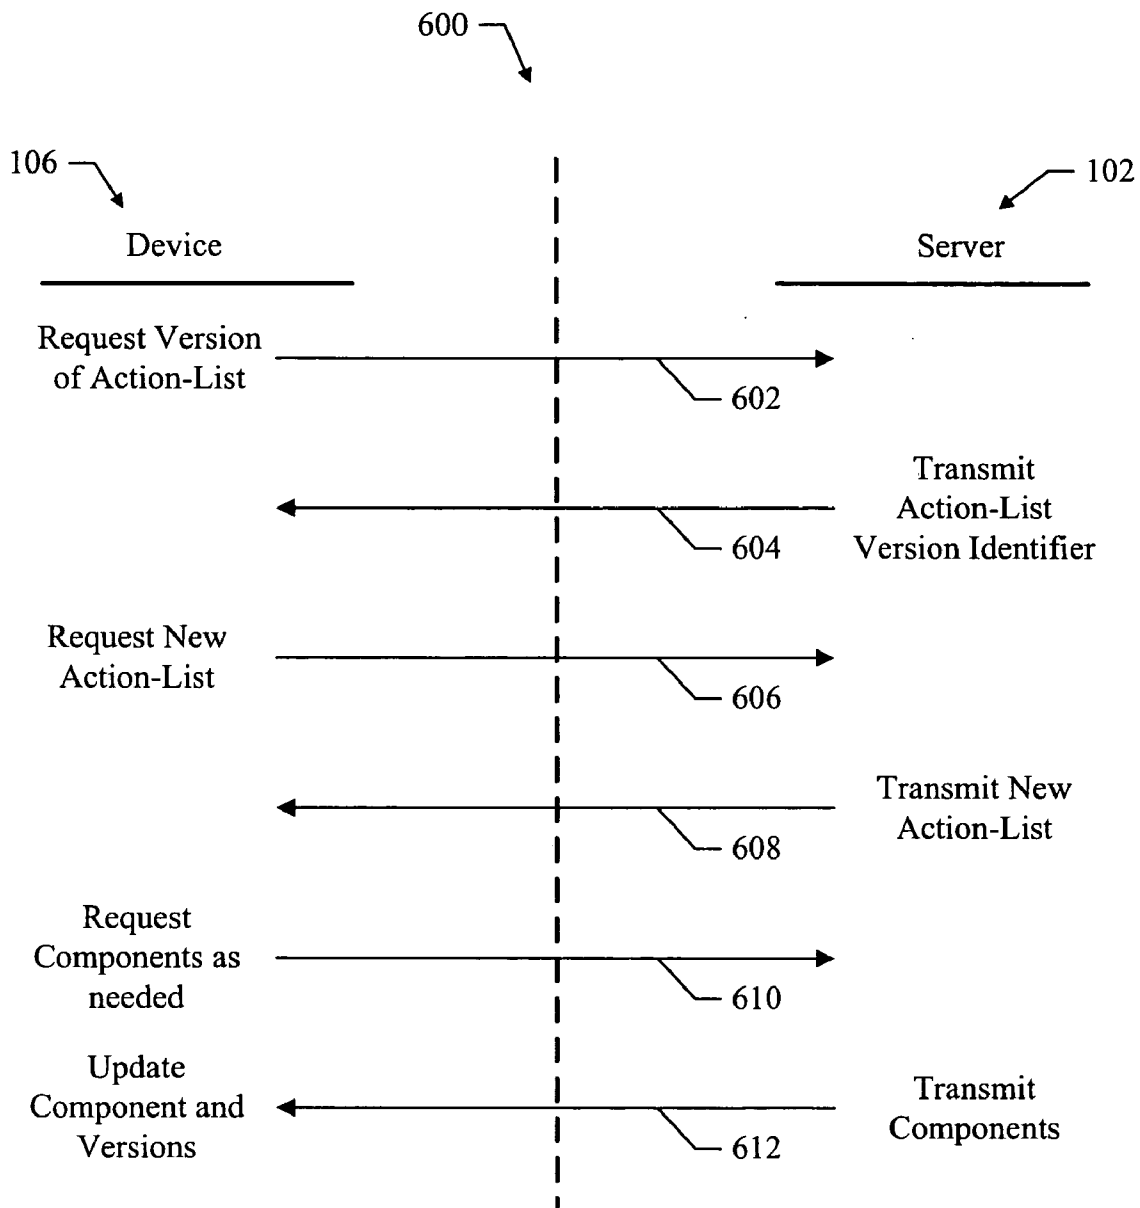 600
106
102
Device
Server
Request Version
of Action-List
602
Transmit
Action-List
Version Identifier
604
Request New
Action-List
606
Transmit New
Action-List
608
Request
Components as
needed
610
Update
Component and
Versions
Transmit
Components
612